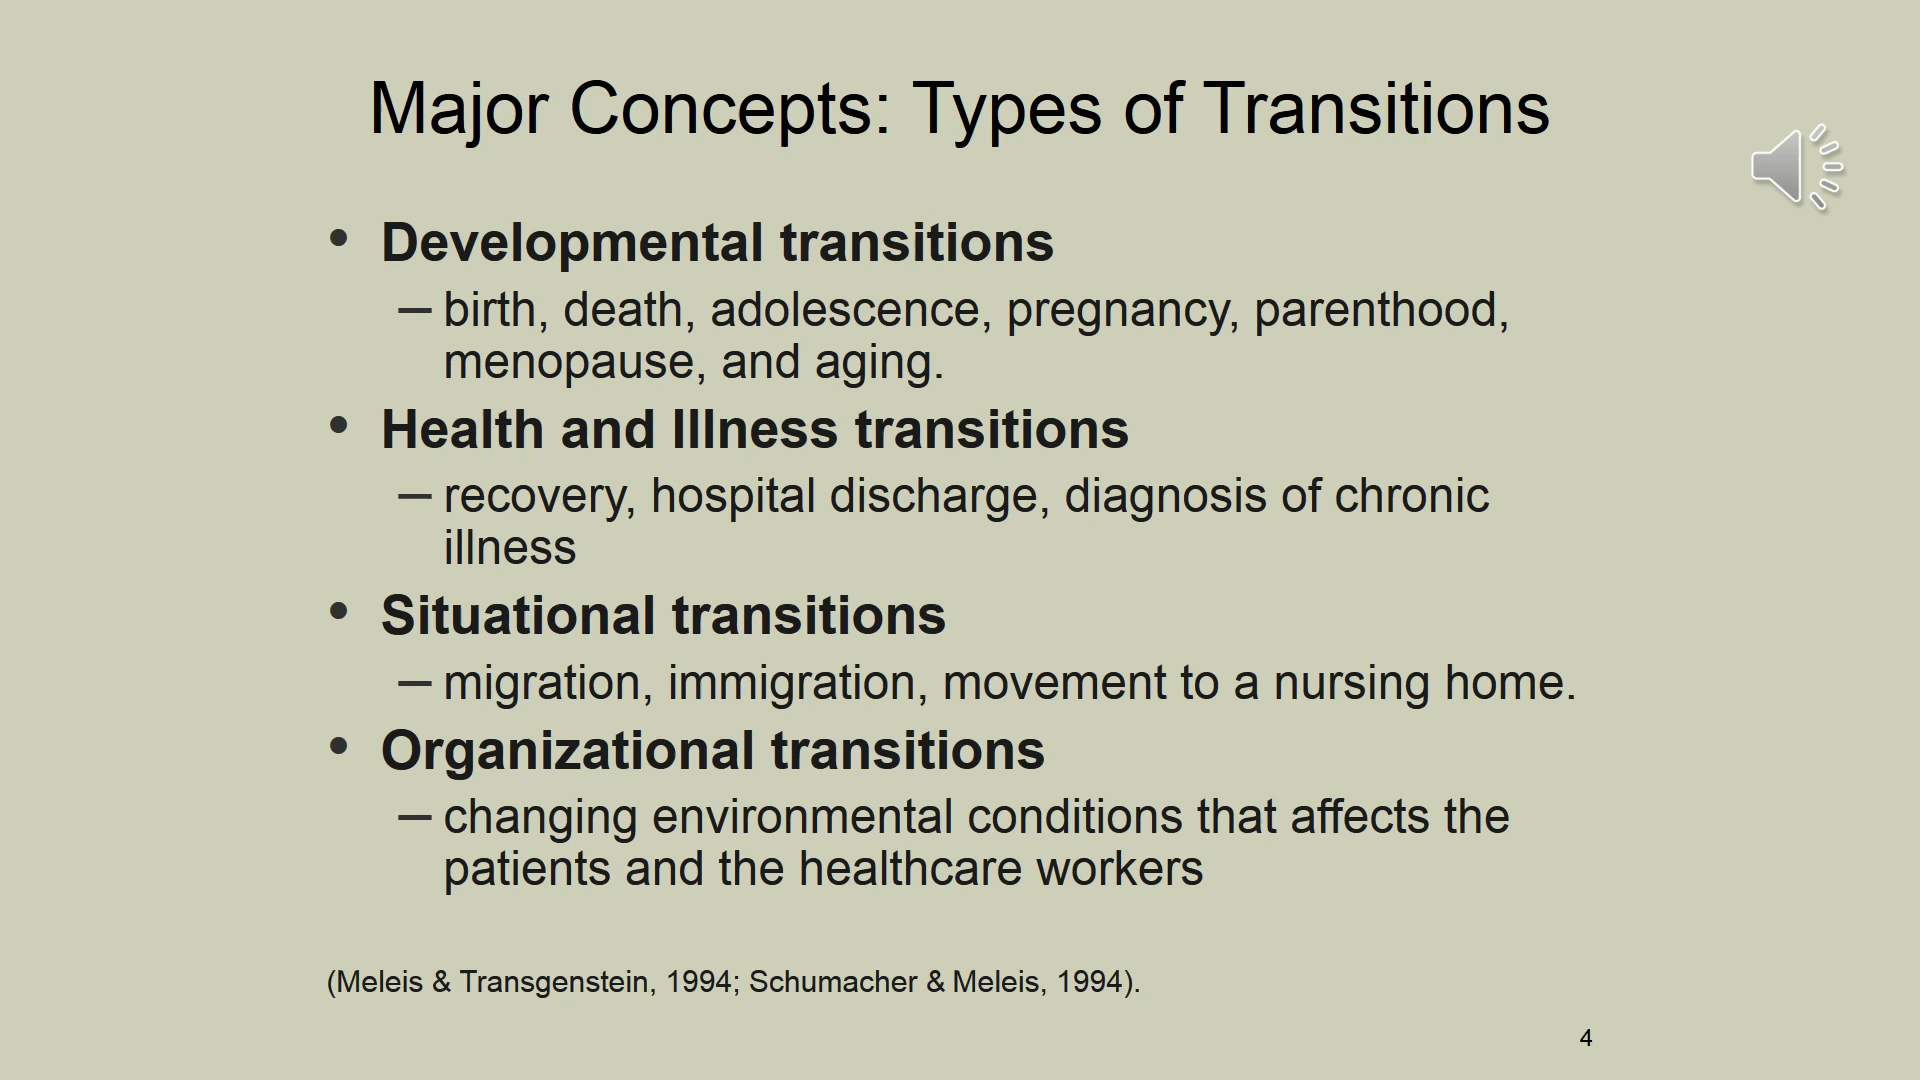 Major Concepts: Types of Transitions
• Developmental transitions
– birth, death, adolescence, pregnancy, parenthood,
menopause, and aging.
• Health and Illness transitions
– recovery, hospital discharge, diagnosis of chronic
illness
• Situational transitions
– migration, immigration, movement to a nursing home.
• Organizational transitions
– changing environmental conditions that affects the
patients and the healthcare workers
(Meleis & Transgenstein, 1994; Schumacher & Meleis, 1994).
4